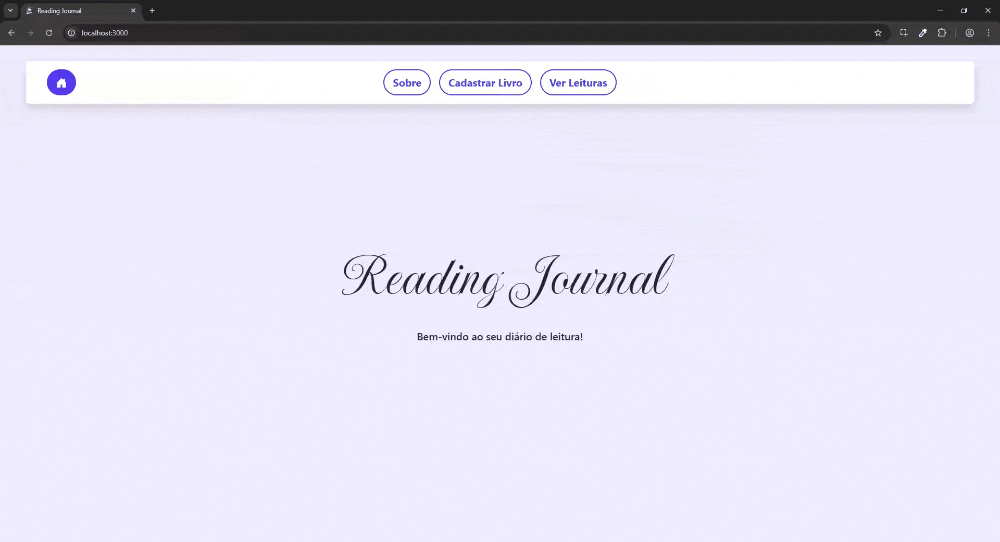 Reading Journal
localhost:3000
Sobre
Cadastrar Livro
Ver Leituras
Reading Journal
Bem-vindo ao seu diário de leitura!